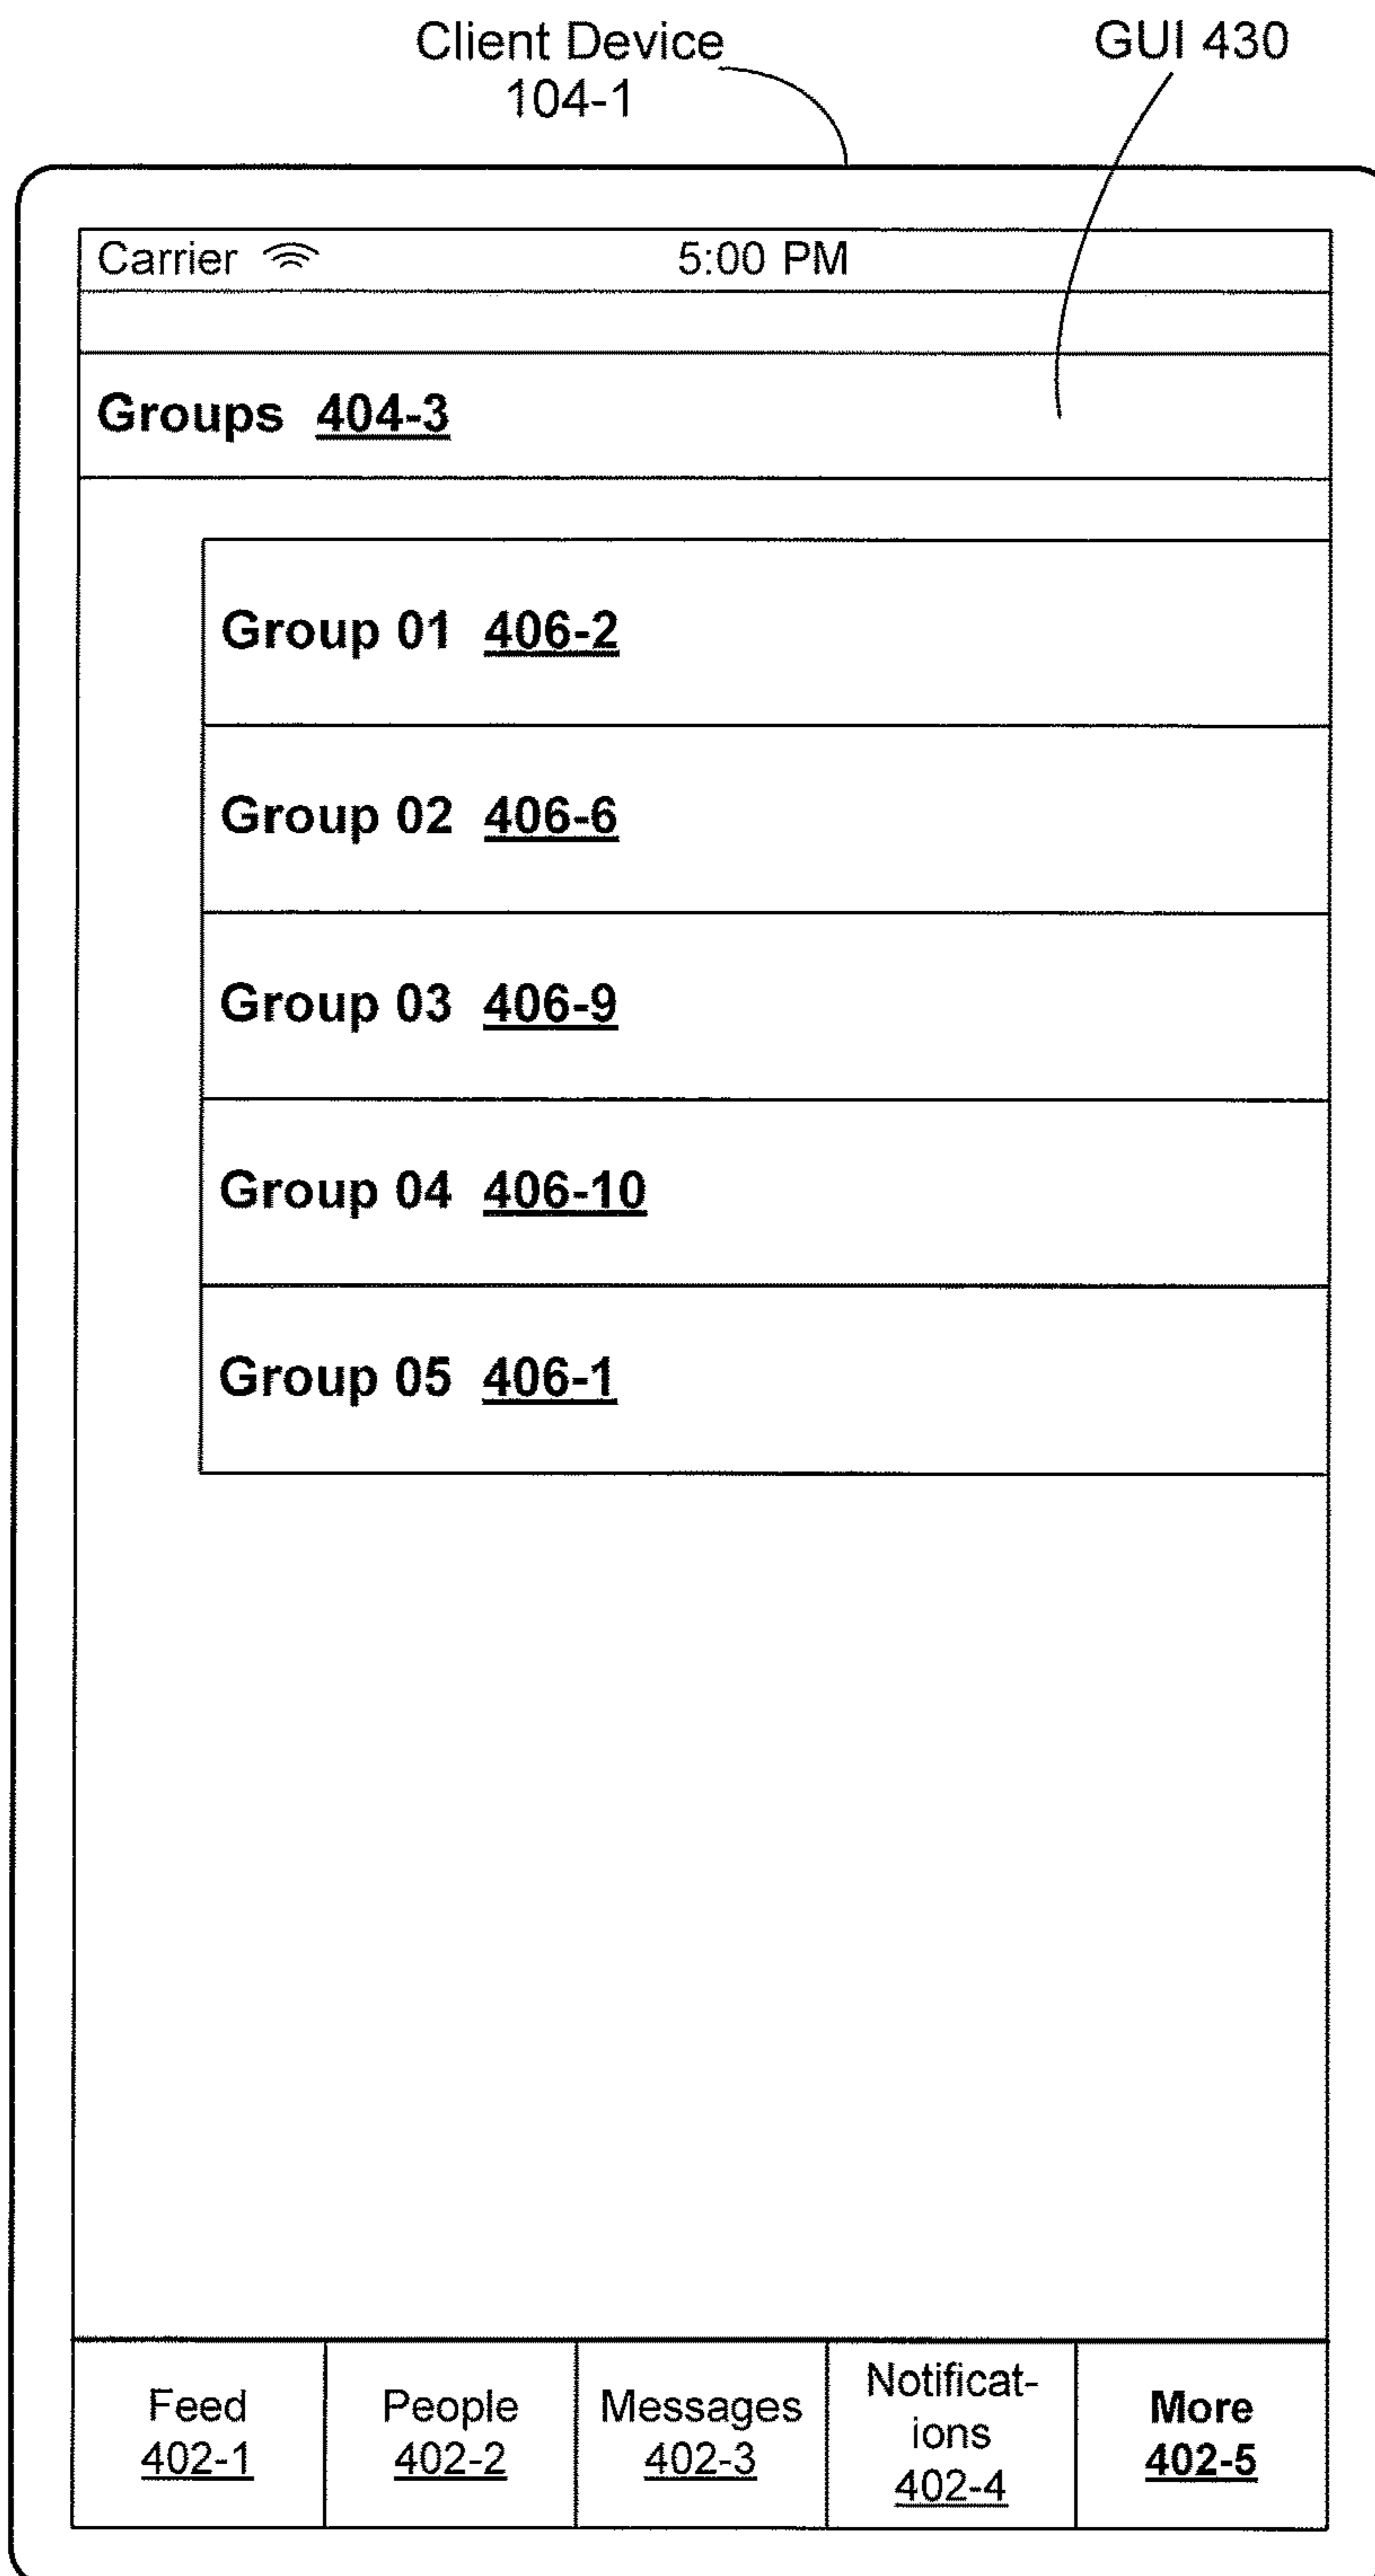 Client Device
104-1
GUI 430
Carrier
5:00 PM
Groups 404-3
Group 01 406-2
Group 02 406-6
Group 03 406-9
Group 04 406-10
Group 05 406-1
Feed
402-1
People
402-2
Messages
402-3
Notificat-
ions
402-4
More
402-5